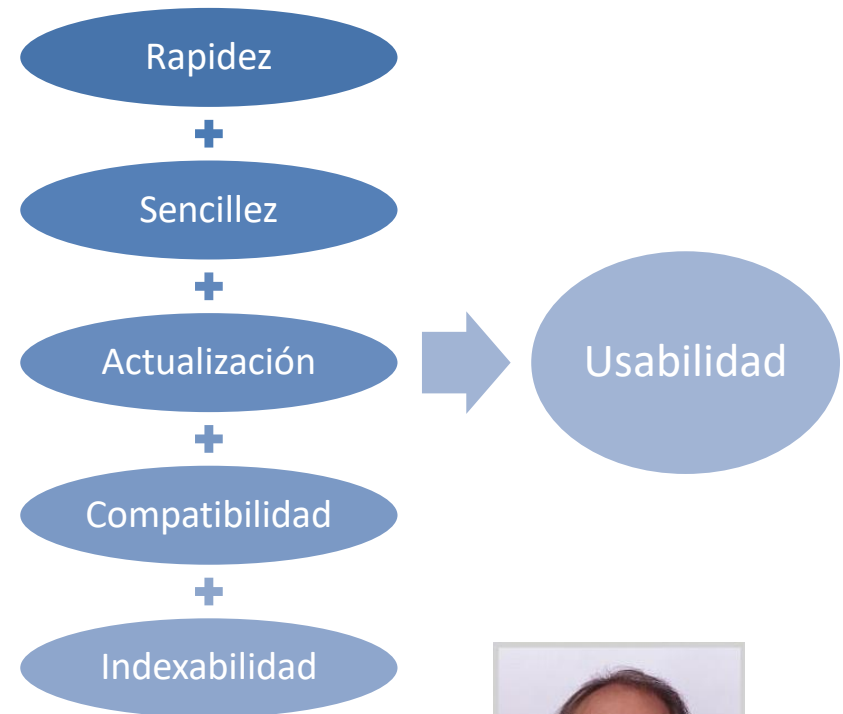 Rapidez
+
Sencillez
+
Actualización
+
Compatibilidad
+
Indexabilidad
Usabilidad